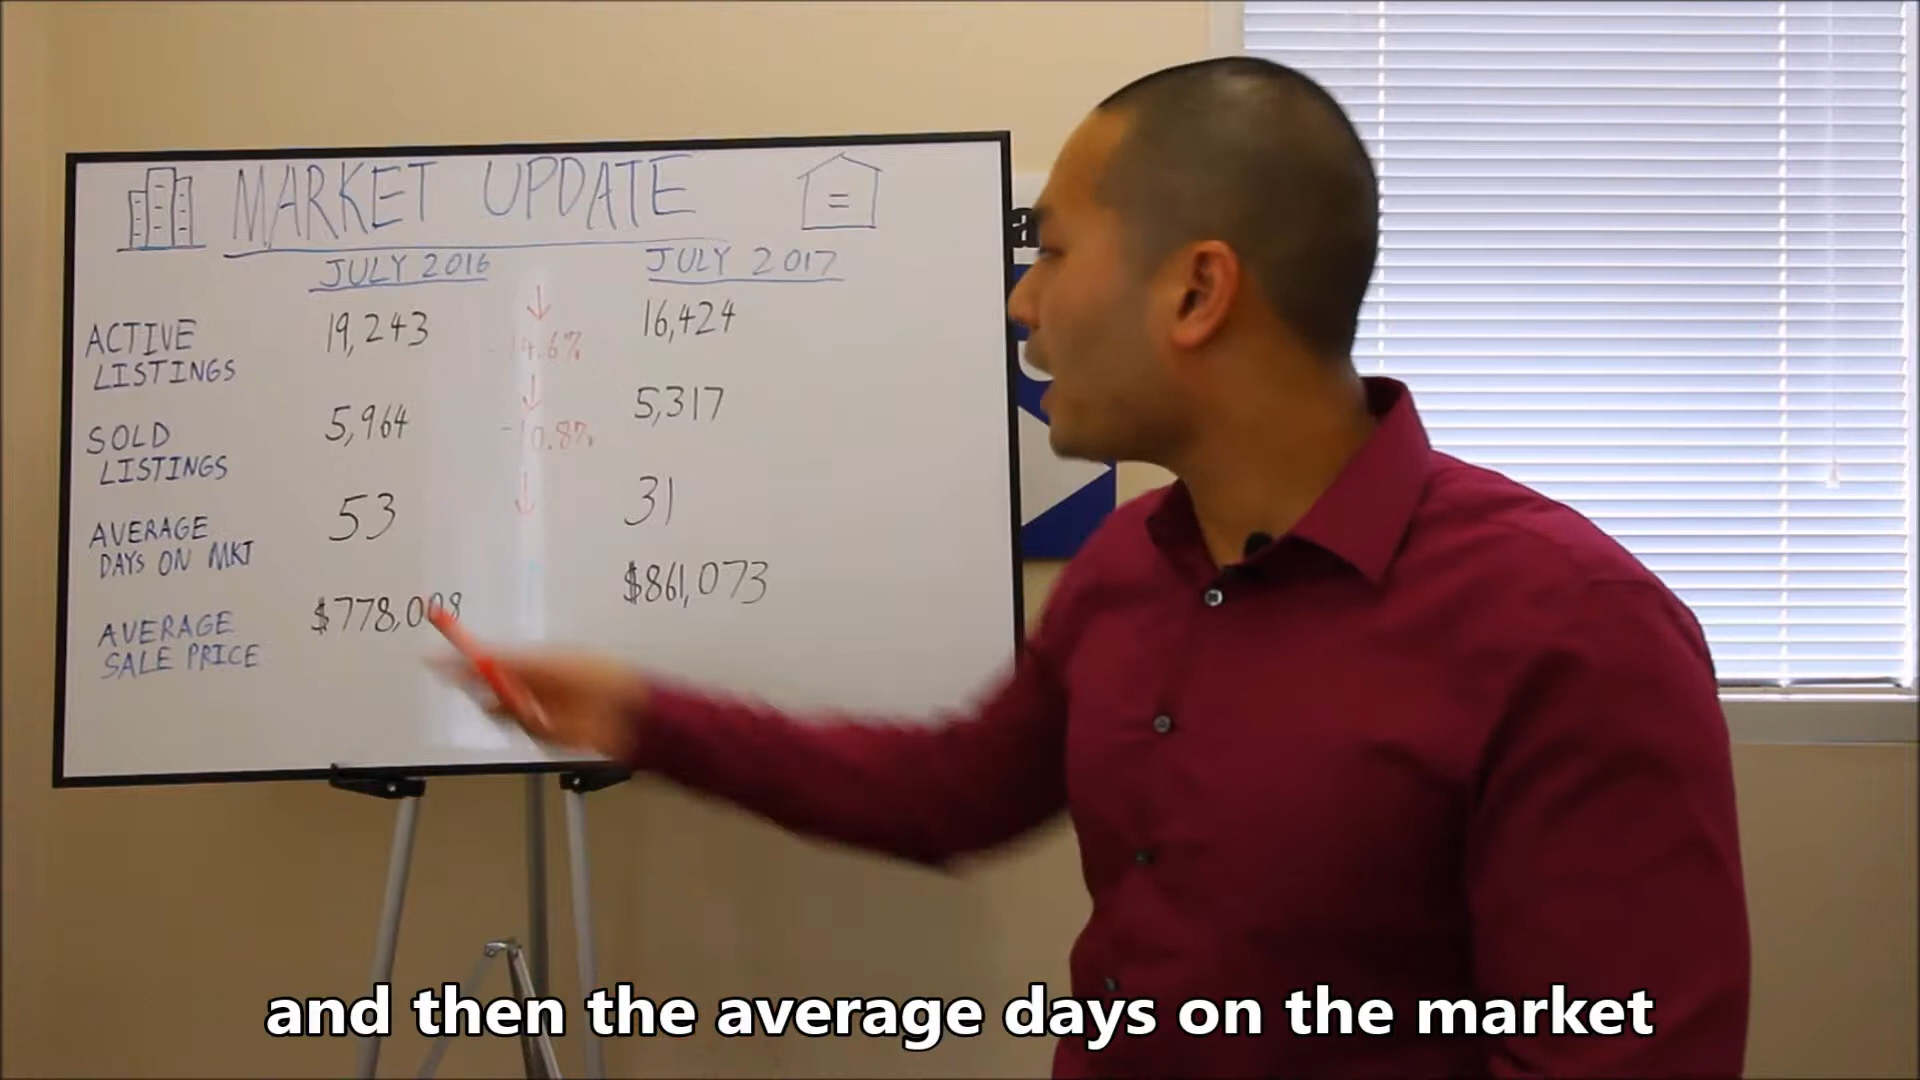 MARKET UPDATE
JULY 2016 JULY 2017
ACTIVE LISTINGS 19,243 -14.6% 16,424
SOLD LISTINGS 5,964 -10.8% 5,317
AVERAGE DAYS ON MKT 53 31
AVERAGE SALE PRICE $778,008 $861,073
and then the average days on the market